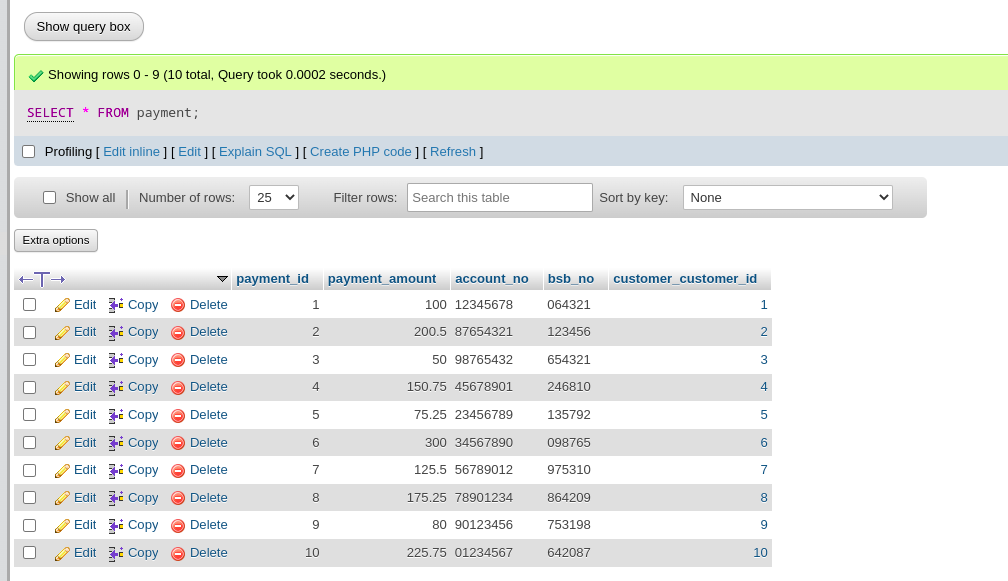 Show query box
Showing rows 0 - 9 (10 total, Query took 0.0002 seconds.)
SELECT * FROM payment;
Profiling [ Edit inline ] [ Edit ] [ Explain SQL ] [ Create PHP code ] [ Refresh ]
Show all Number of rows: 25 Filter rows: Search this table Sort by key: None
Extra options
payment_id payment_amount account_no bsb_no customer_customer_id
Edit Copy Delete 1 100 12345678 064321 1
Edit Copy Delete 2 200.5 87654321 123456 2
Edit Copy Delete 3 50 98765432 654321 3
Edit Copy Delete 4 150.75 45678901 246810 4
Edit Copy Delete 5 75.25 23456789 135792 5
Edit Copy Delete 6 300 34567890 098765 6
Edit Copy Delete 7 125.5 56789012 975310 7
Edit Copy Delete 8 175.25 78901234 864209 8
Edit Copy Delete 9 80 90123456 753198 9
Edit Copy Delete 10 225.75 01234567 642087 10